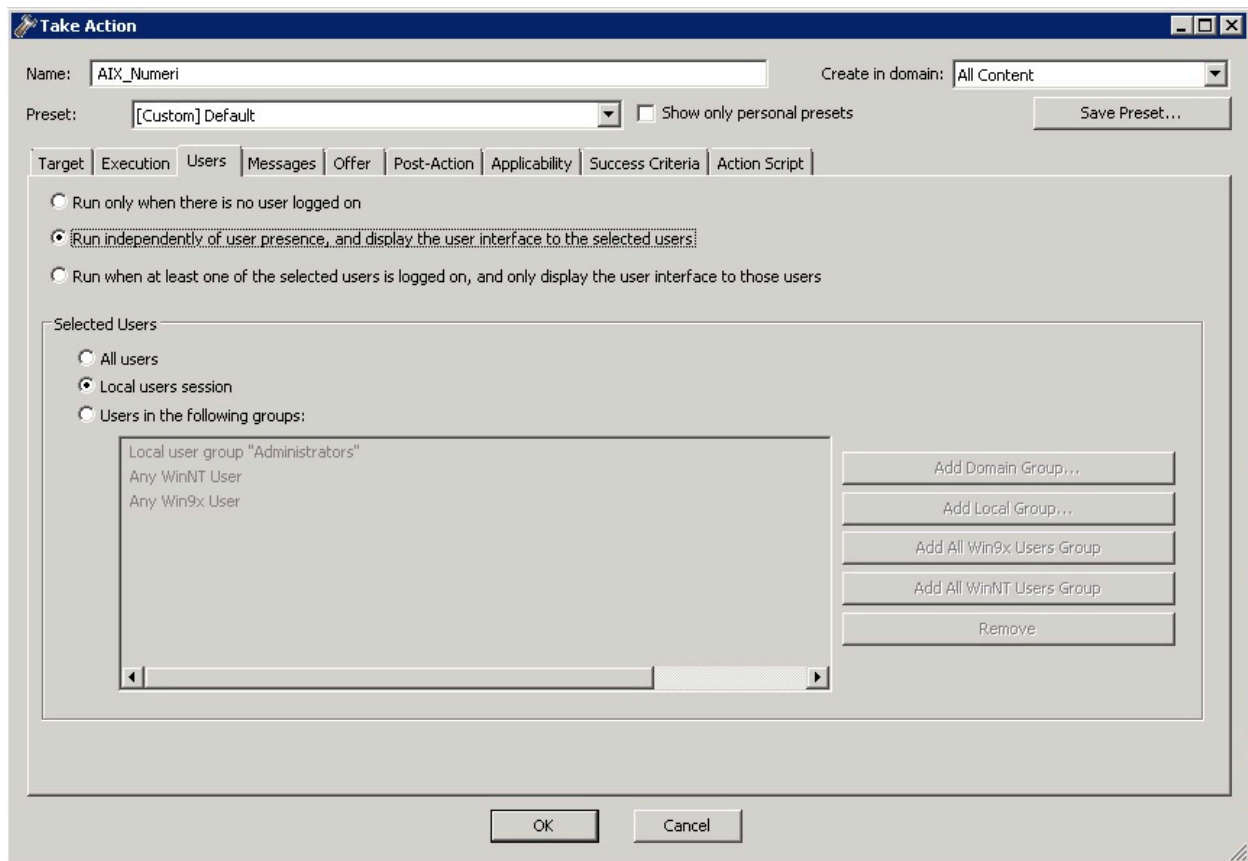 Take Action
Name: AIX_Numeri Create in domain: All Content
Preset: [Custom] Default Show only personal presets Save Preset...
Target Execution Users Messages Offer Post-Action Applicability Success Criteria Action Script
Run only when there is no user logged on
Run independently of user presence, and display the user interface to the selected users
Run when at least one of the selected users is logged on, and only display the user interface to those users
Selected Users
All users
Local users session
Users in the following groups:
Local user group "Administrators"
Any WinNT User
Any Win9x User
Add Domain Group...
Add Local Group...
Add All Win9x Users Group
Add All WinNT Users Group
Remove
OK Cancel